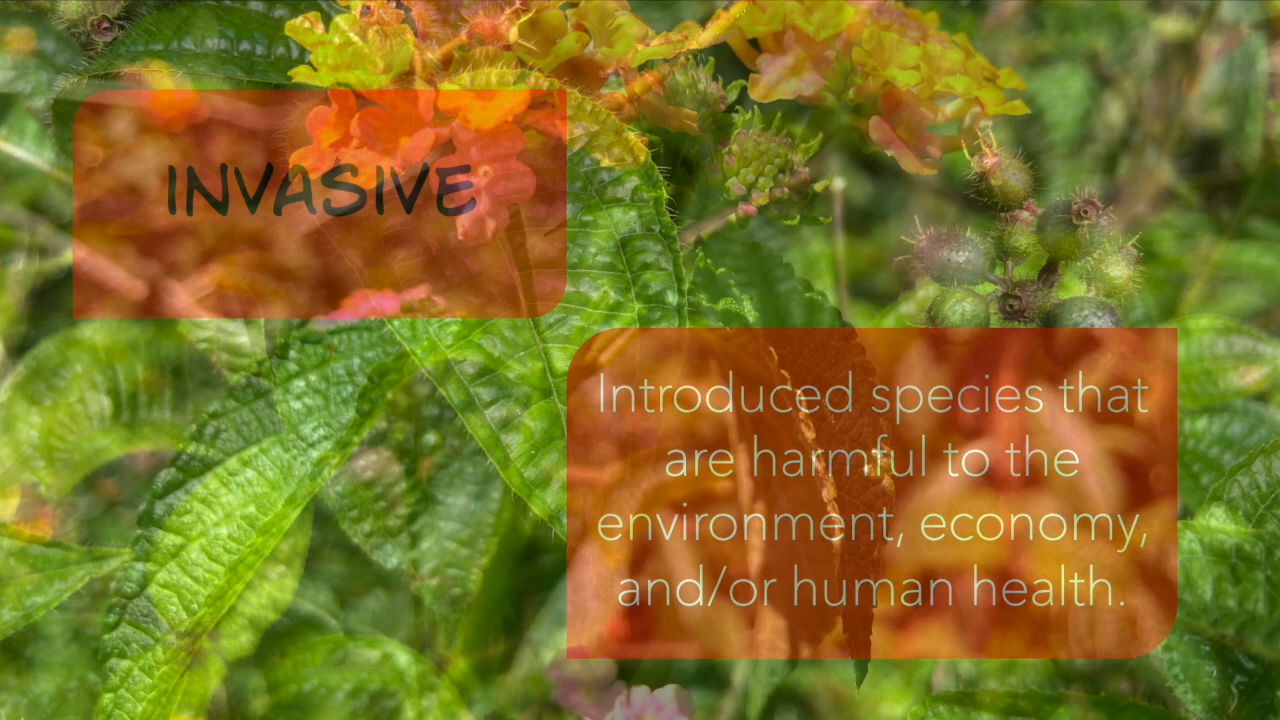 INVASIVE
Introduced species that
are harmful to the
environment, economy,
and/or human health.